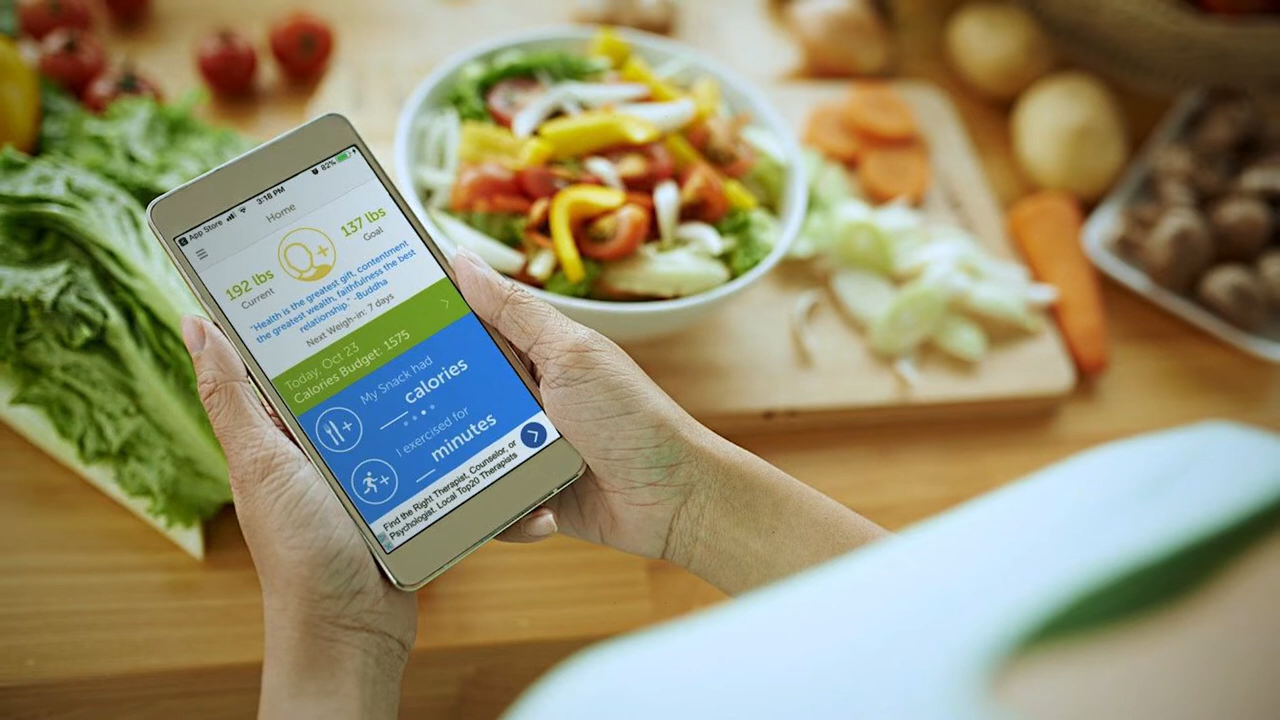 App Store 3:18 PM 82%
Home
192 lbs
Current
137 lbs
Goal
"Health is the greatest gift, contentment
the greatest wealth, faithfulness the best
relationship." -Buddha
Next Weigh-in: 7 days
Today, Oct 23
Calories Budget: 1575
My Snack had
__ calories
I exercised for
__ minutes
Find the Right Therapist, Counselor, or
Psychologist. Local Top20 Therapists